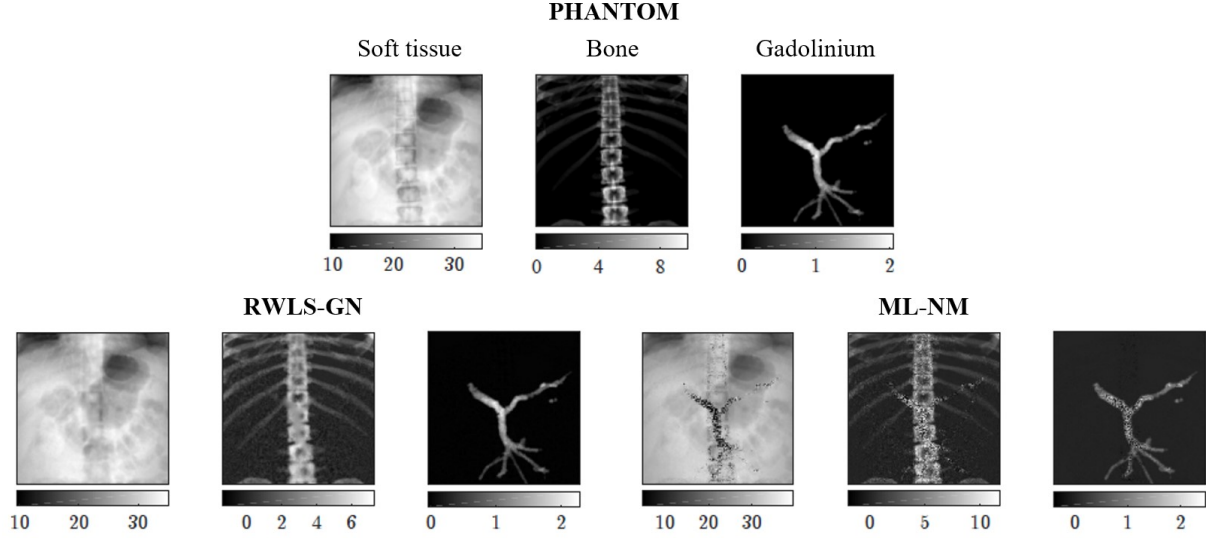 PHANTOM
Soft tissue Bone Gadolinium
10 20 30 0 4 8 0 1 2
RWLS-GN ML-NM
10 20 30 0 2 4 6 0 1 2 10 20 30 0 5 10 0 1 2